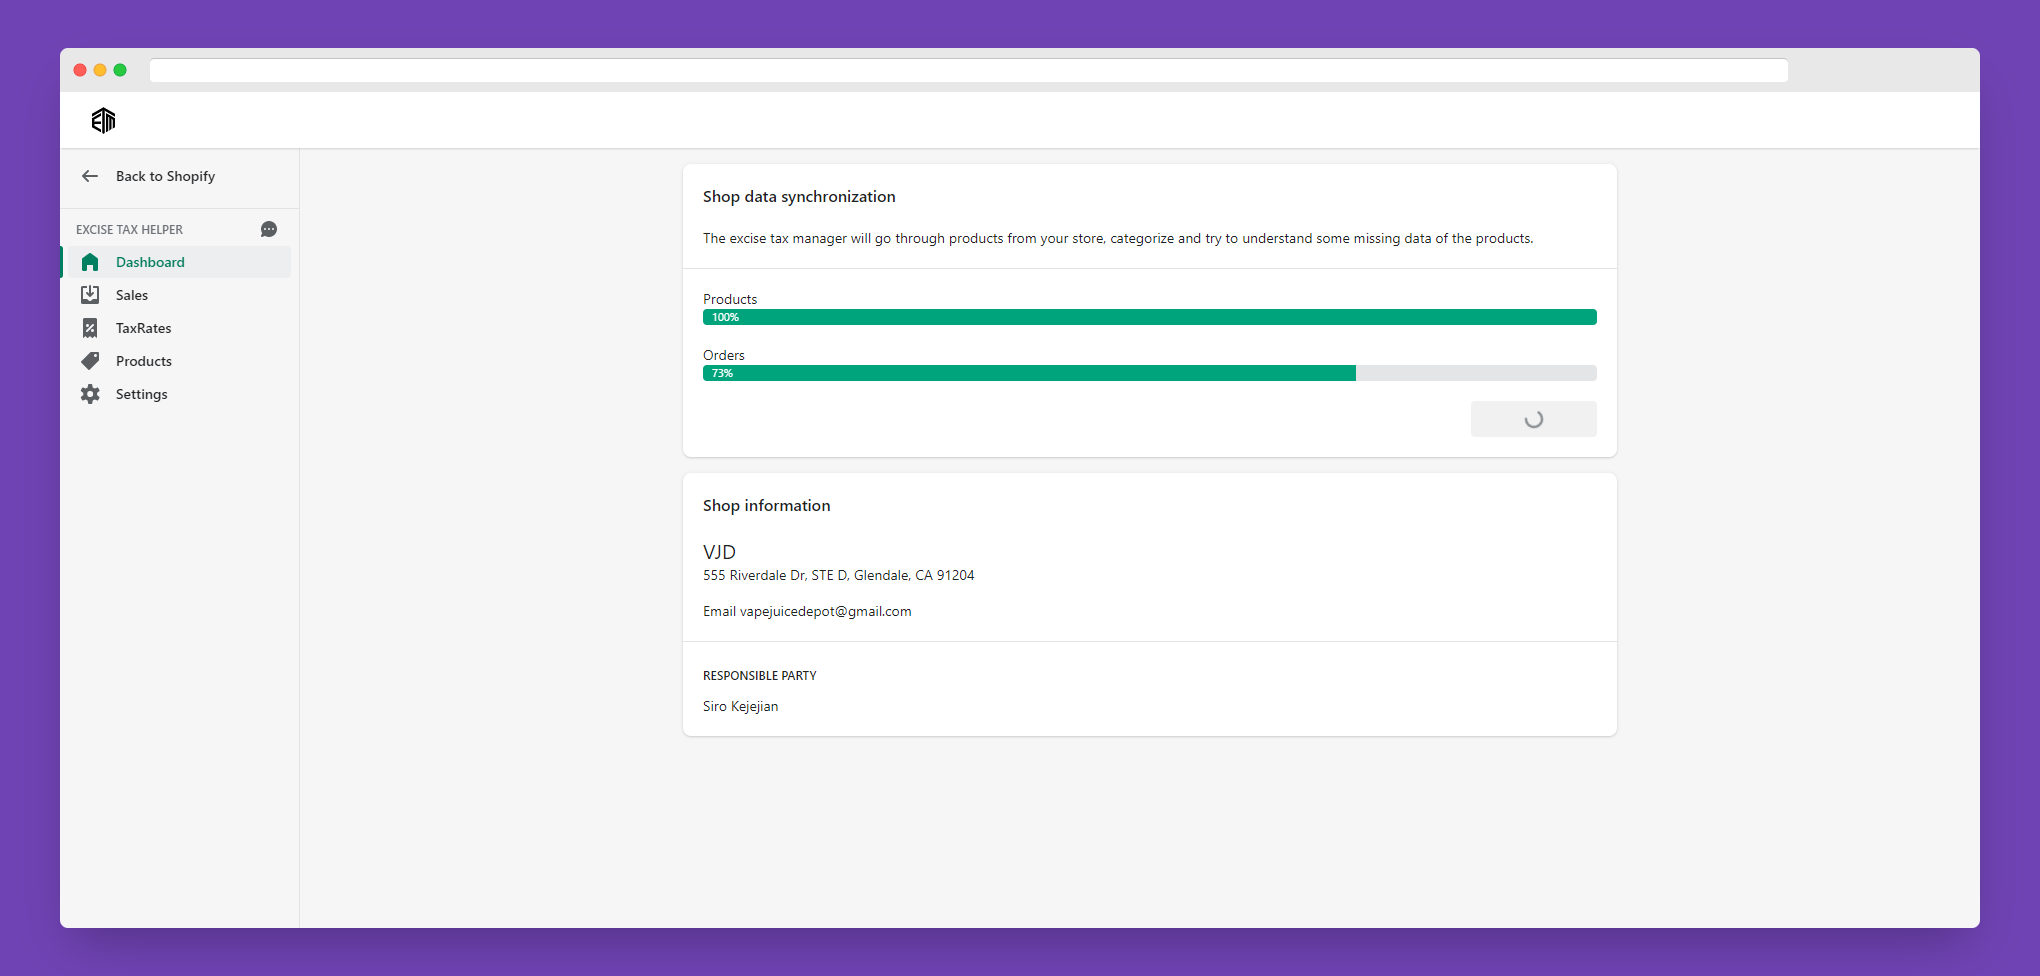 ETM
Back to Shopify
EXCISE TAX HELPER
Dashboard
Sales
TaxRates
Products
Settings
Shop data synchronization
The excise tax manager will go through products from your store, categorize and try to understand some missing data of the products.
Products
100%
Orders
73%
Shop information
VJD
555 Riverdale Dr, STE D, Glendale, CA 91204
Email vapejuicedepot@gmail.com
RESPONSIBLE PARTY
Siro Kejejian